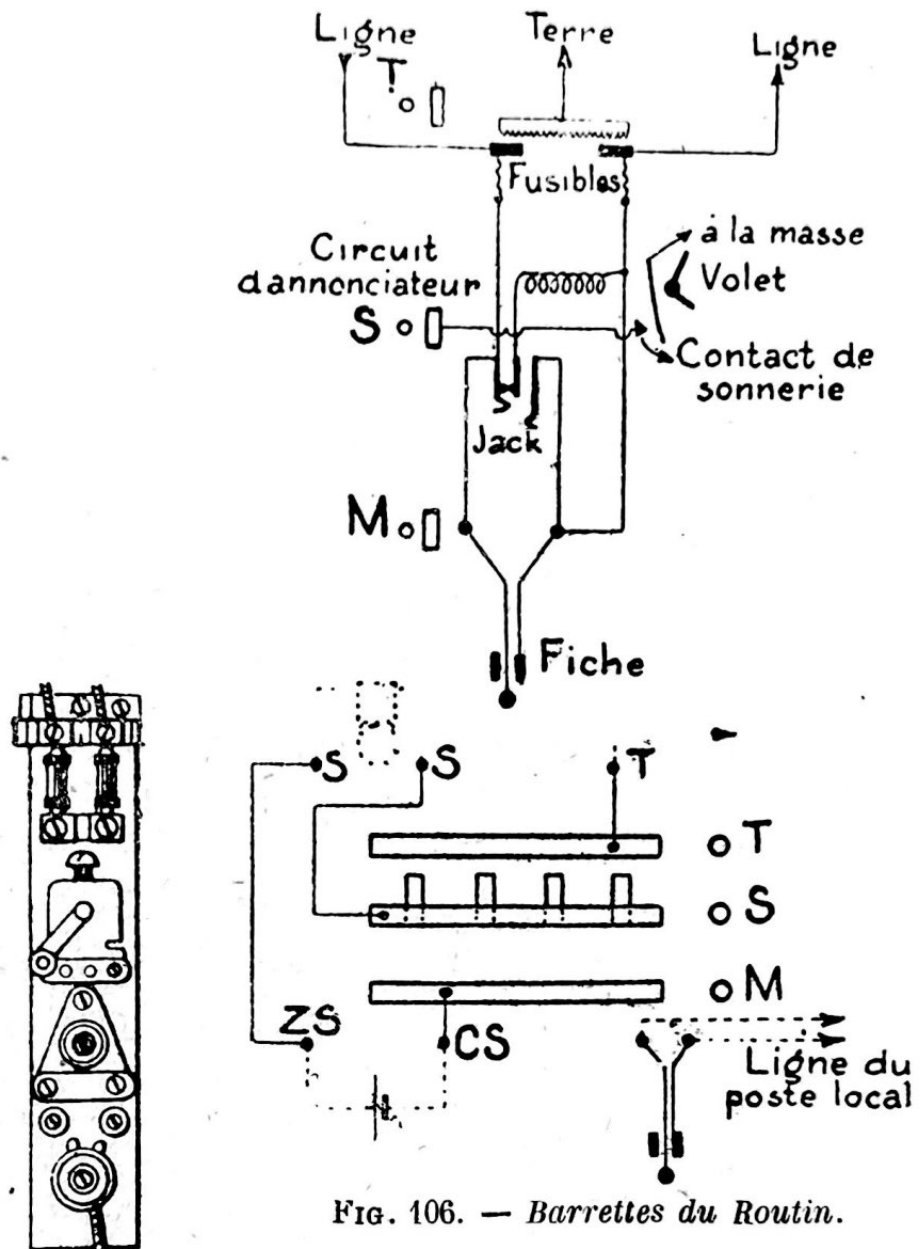 Ligne
Terre
Ligne
T
Fusibles
Circuit
d'annonciateur
à la masse
Volet
S
Contact de
sonnerie
Jack
M
Fiche
S
S
T
T
S
M
ZS
CS
Ligne du
poste local
FIG. 106. — Barrettes du Routin.